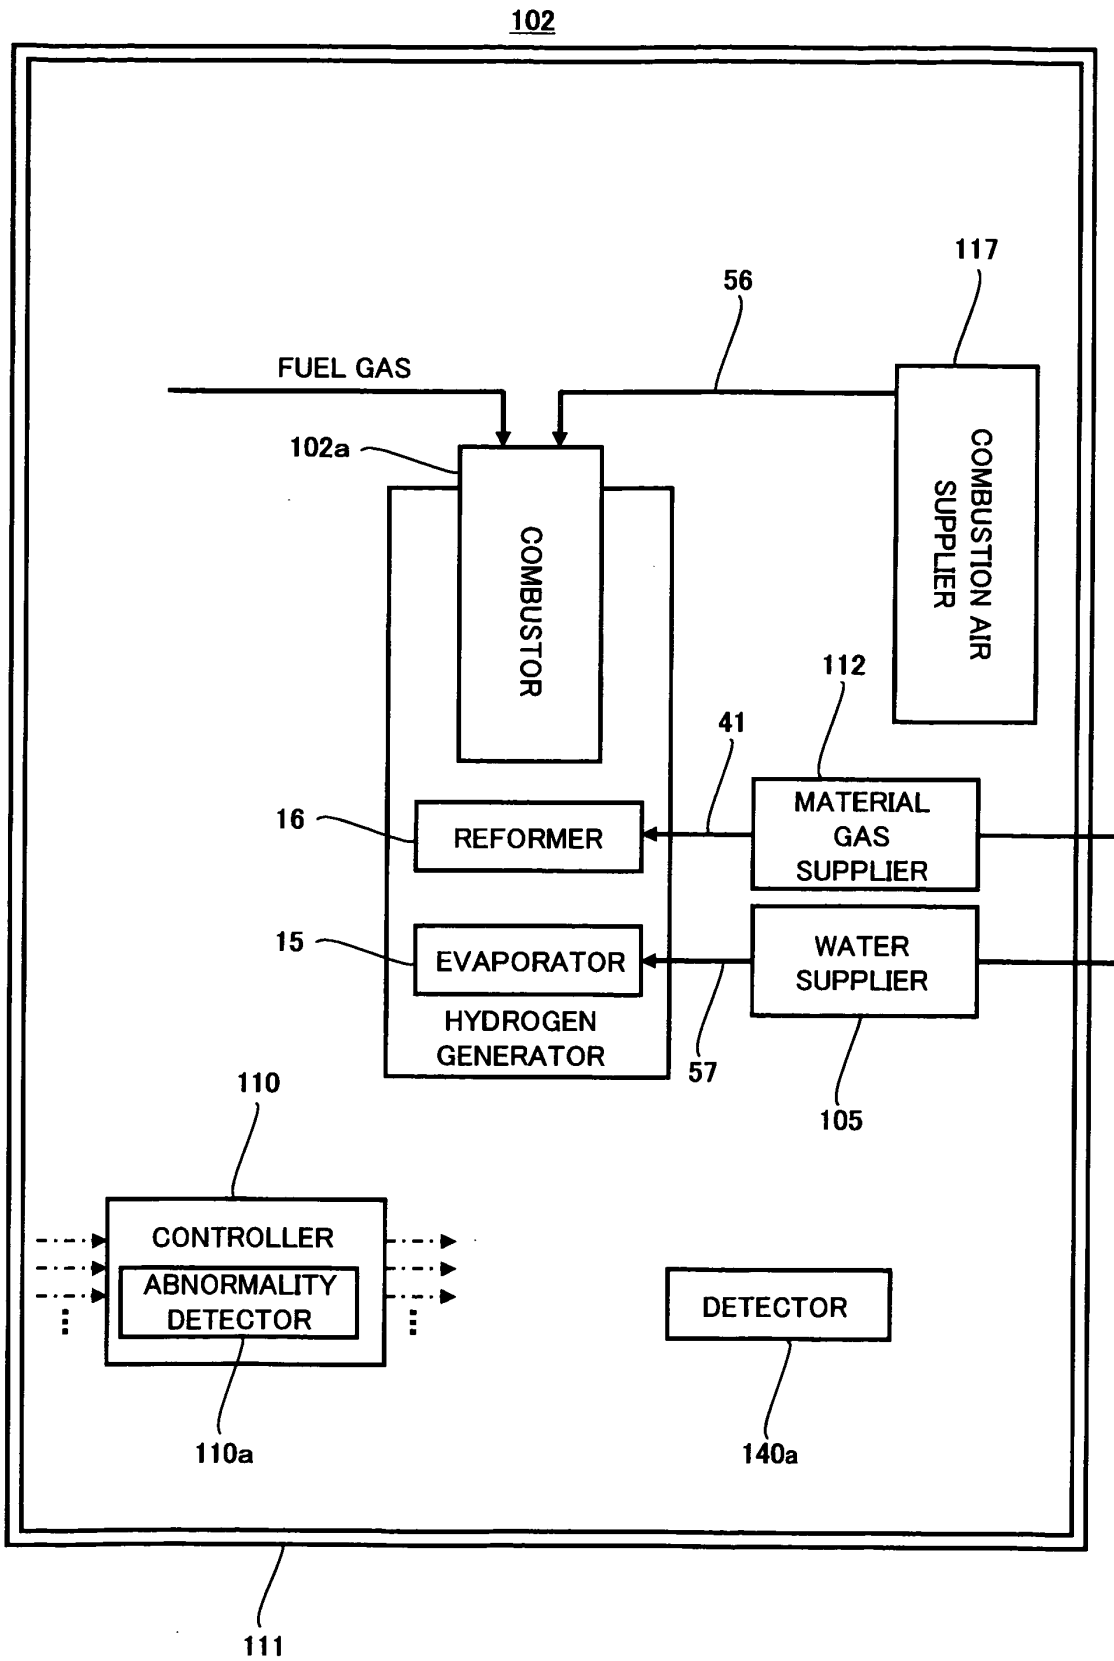 102
117
56
FUEL GAS
102a
COMBUSTION AIR
SUPPLIER
COMBUSTOR
112
41
MATERIAL
GAS
SUPPLIER
16
REFORMER
15
EVAPORATOR
WATER
SUPPLIER
HYDROGEN
GENERATOR
57
105
110
CONTROLLER
ABNORMALITY
DETECTOR
DETECTOR
110a
140a
111